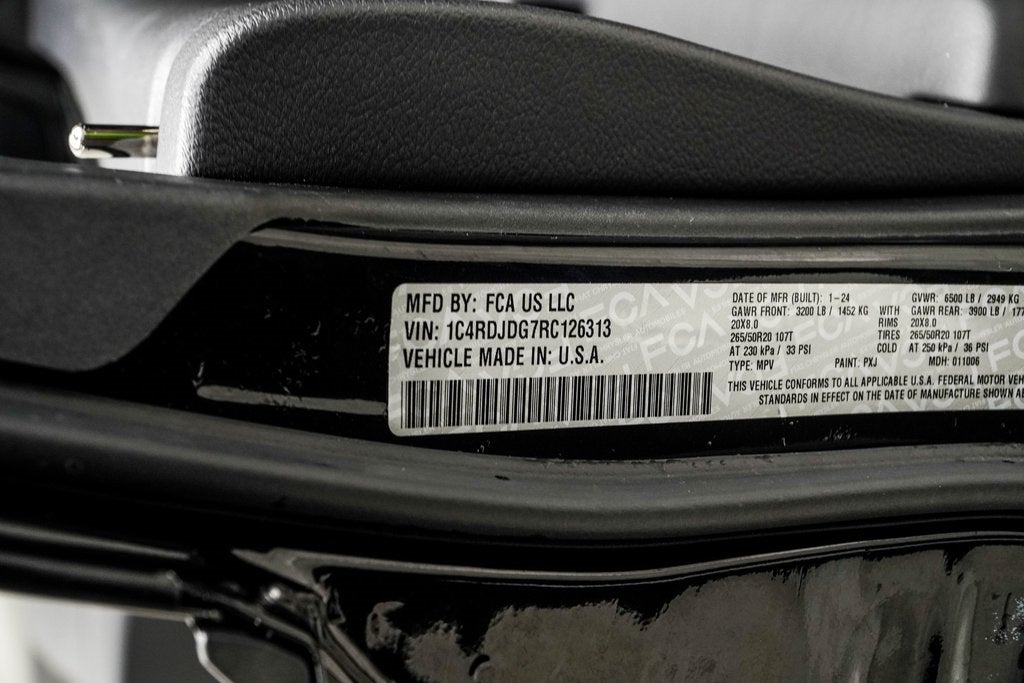 MFD BY: FCA US LLC
VIN: 1C4RDJDG7RC126313
VEHICLE MADE IN: U.S.A.
DATE OF MFR (BUILT): 1-24 GVWR: 6500 LB / 2949 KG
GAWR FRONT: 3200 LB / 1452 KG WITH GAWR REAR: 3900 LB / 177
20X8.0 RIMS 20X8.0
265/50R20 107T TIRES 265/50R20 107T
AT 230 kPa / 33 PSI COLD AT 250 kPa / 36 PSI
TYPE: MPV PAINT: PXJ MDH: 011006
THIS VEHICLE CONFORMS TO ALL APPLICABLE U.S.A. FEDERAL MOTOR VEH
STANDARDS IN EFFECT ON THE DATE OF MANUFACTURE SHOWN AB